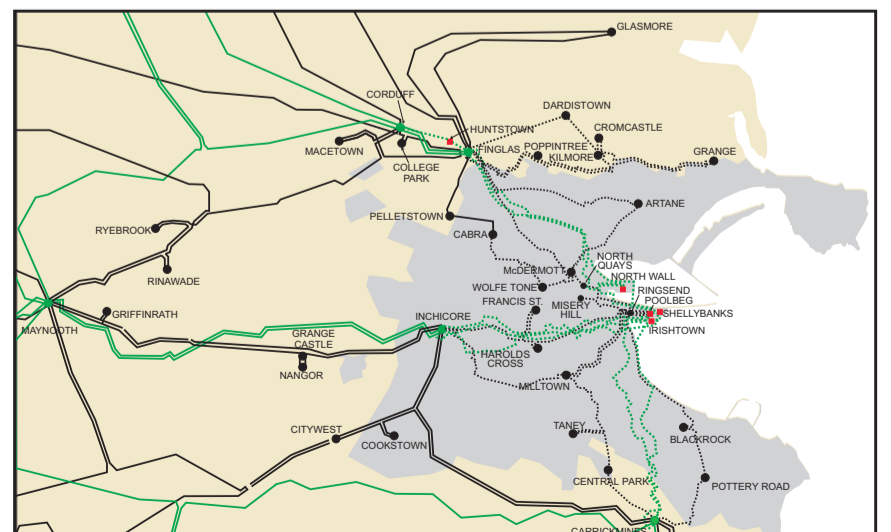 GLASMORE
CORDUFF
DARDISTOWN
HUNTSTOWN
CROMCASTLE
MACETOWN
FINGLAS
POPPINTREE
KILMORE
GRANGE
COLLEGE
PARK
ARTANE
PELLETSTOWN
CABRA
RYEBROOK
RINAWADE
McDERMOTT
NORTH
QUAYS
NORTH WALL
WOLFE TONE
RINGSEND
FRANCIS ST.
MISERY
HILL
POOLBEG
SHELLYBANKS
IRISHTOWN
MAYNOOTH
GRIFFINRATH
INCHICORE
GRANGE
CASTLE
NANGOR
HAROLDS
CROSS
MILLTOWN
CITYWEST
COOKSTOWN
TANEY
BLACKROCK
CENTRAL PARK
POTTERY ROAD
CARRICKMINES